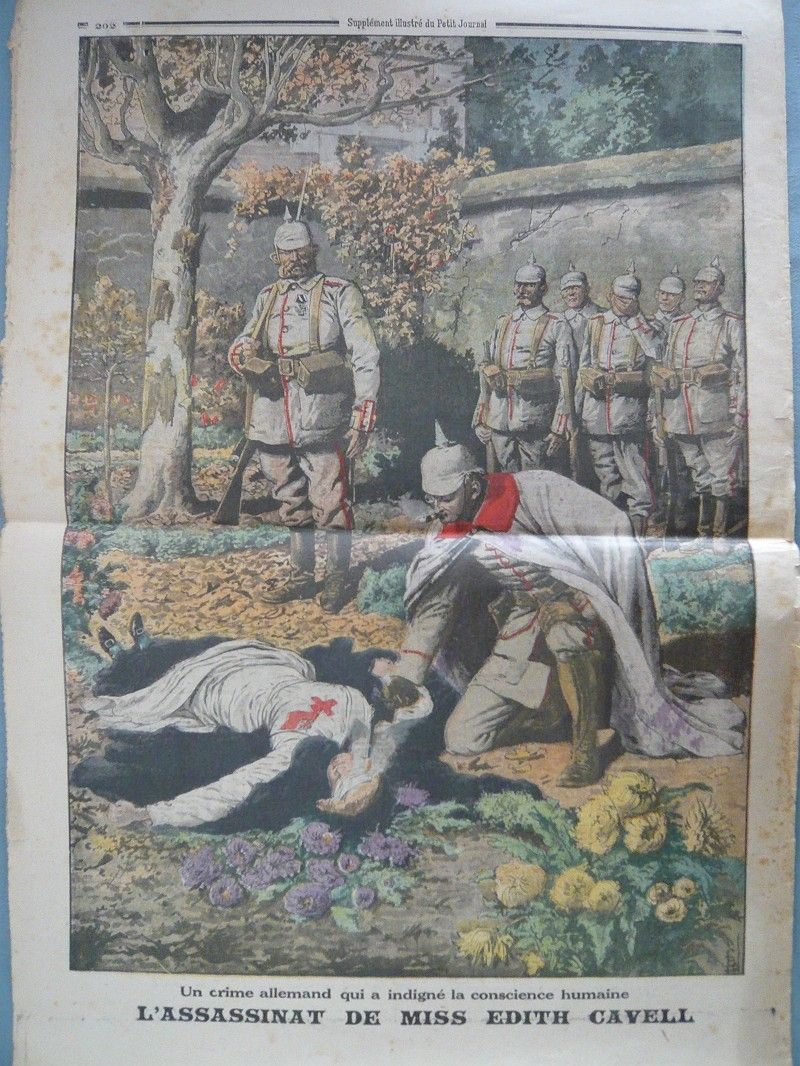 202
Supplément illustré du Petit Journal
Un crime allemand qui a indigné la conscience humaine
L'ASSASSINAT DE MISS EDITH CAVELL